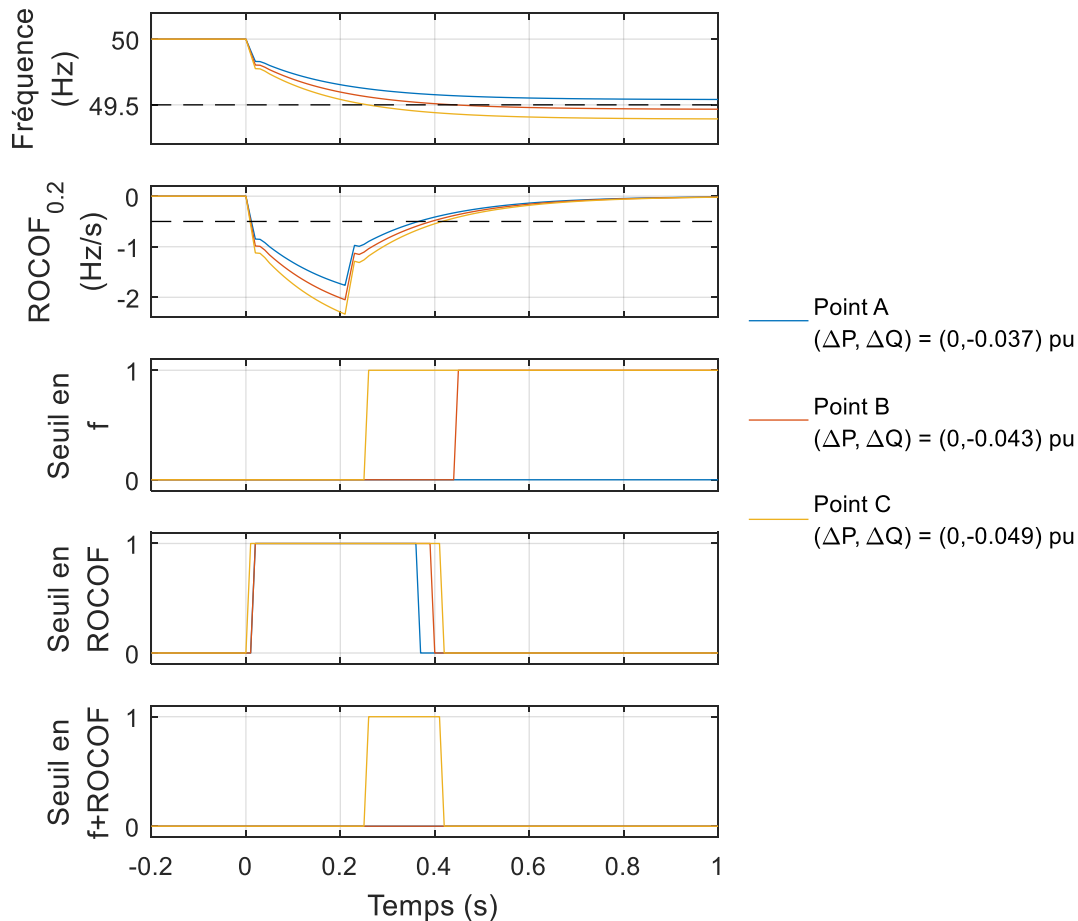 Fréquence
(Hz)
50
49.5
ROCOF0.2
(Hz/s)
0
-1
-2
Seuil en
f
1
0
Seuil en
ROCOF
1
0
Seuil en
f+ROCOF
1
0
-0.2 0 0.2 0.4 0.6 0.8 1
Temps (s)
Point A
(ΔP, ΔQ) = (0,-0.037) pu
Point B
(ΔP, ΔQ) = (0,-0.043) pu
Point C
(ΔP, ΔQ) = (0,-0.049) pu